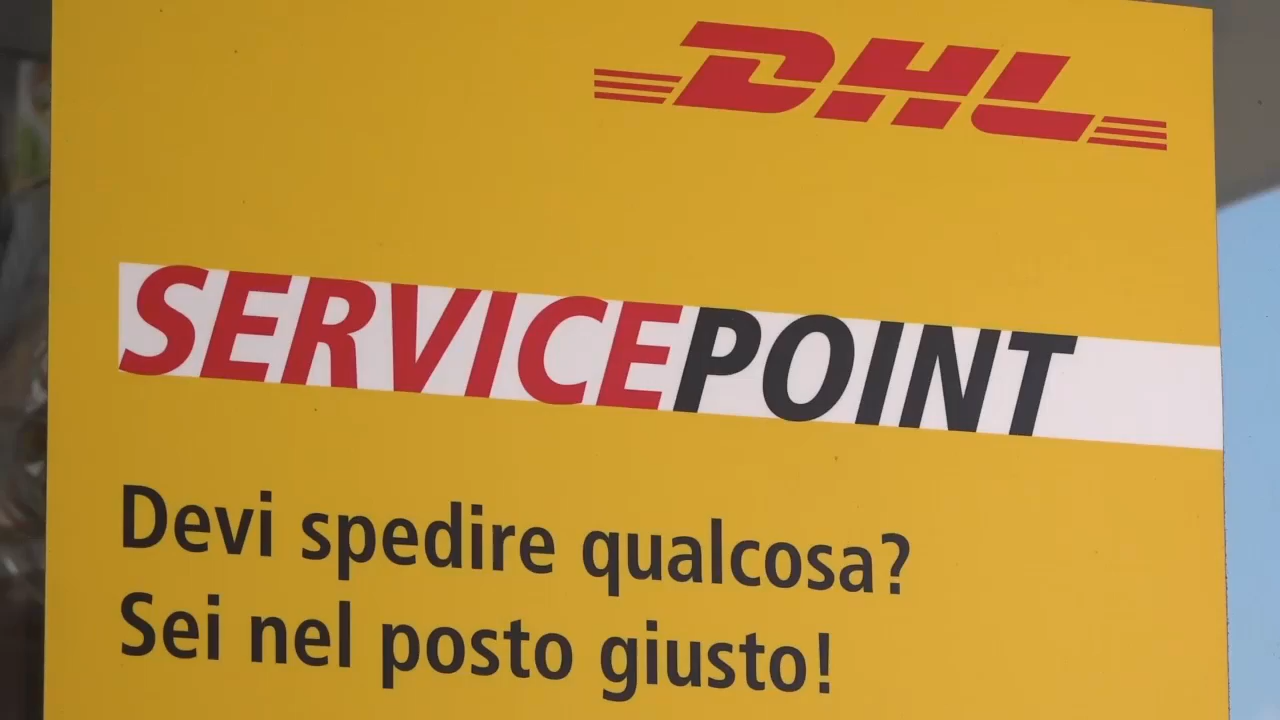 DHL
SERVICEPOINT
Devi spedire qualcosa?
Sei nel posto giusto!